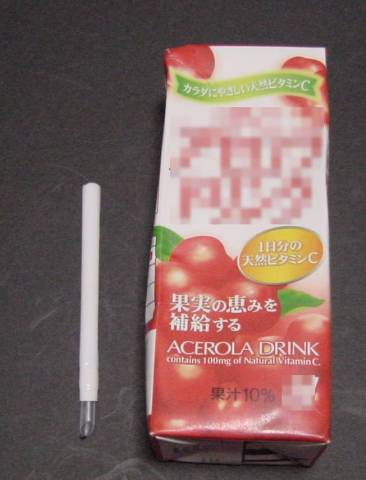 カラダにやさしい天然ビタミンC
1日分の
天然ビタミンC
果実の恵みを
補給する
ACEROLA DRINK
contains 100mg of Natural Vitamin C.
果汁10%